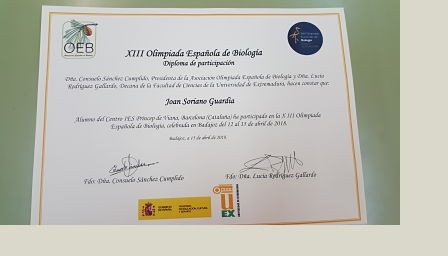 OEB
XIII Olimpiada Española de Biología
Diploma de participación
Dña. Consuelo Sánchez Cumplido, Presidenta de la Asociación Olimpiada Española de Biología y Dña. Lucía
Rodríguez Gallardo, Decana de la Facultad de Ciencias de la Universidad de Extremadura, hacen constar que:
Joan Soriano Guardia
Alumno del Centro IES Príncep de Viana, Barcelona (Cataluña) ha participado en la X III Olimpiada
Española de Biología, celebrada en Badajoz del 12 al 15 de abril de 2018.
Badajoz, a 15 de abril de 2018.
Fdo: Dña. Consuelo Sánchez Cumplido
Fdo: Dña. Lucía Rodríguez Gallardo
UEX